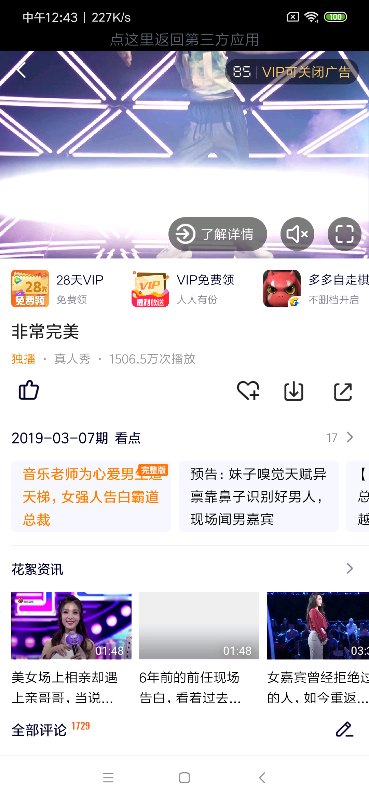 中午12:43 | 227K/s
100
点这里返回第三方应用
85 | VIP可关闭广告
了解详情
28天VIP
免费领
VIP免费领
人人有份
多多自走棋
不删档开启
28天
免费领
VIP
福利放送
非常完美
独播 · 真人秀 · 1506.5万次播放
2019-03-07期 看点
17
完整版
音乐老师为心爱男生造
天梯，女强人告白霸道
总裁
预告：妹子嗅觉天赋异
禀靠鼻子识别好男人，
现场闻男嘉宾
【
总
越
花絮资讯
01:48
01:48
03:3
美女场上相亲却遇
上亲哥哥，当说...
6年前的前任现场
告白，看着过去...
女嘉宾曾经拒绝过
的人，如今重返...
全部评论 1729